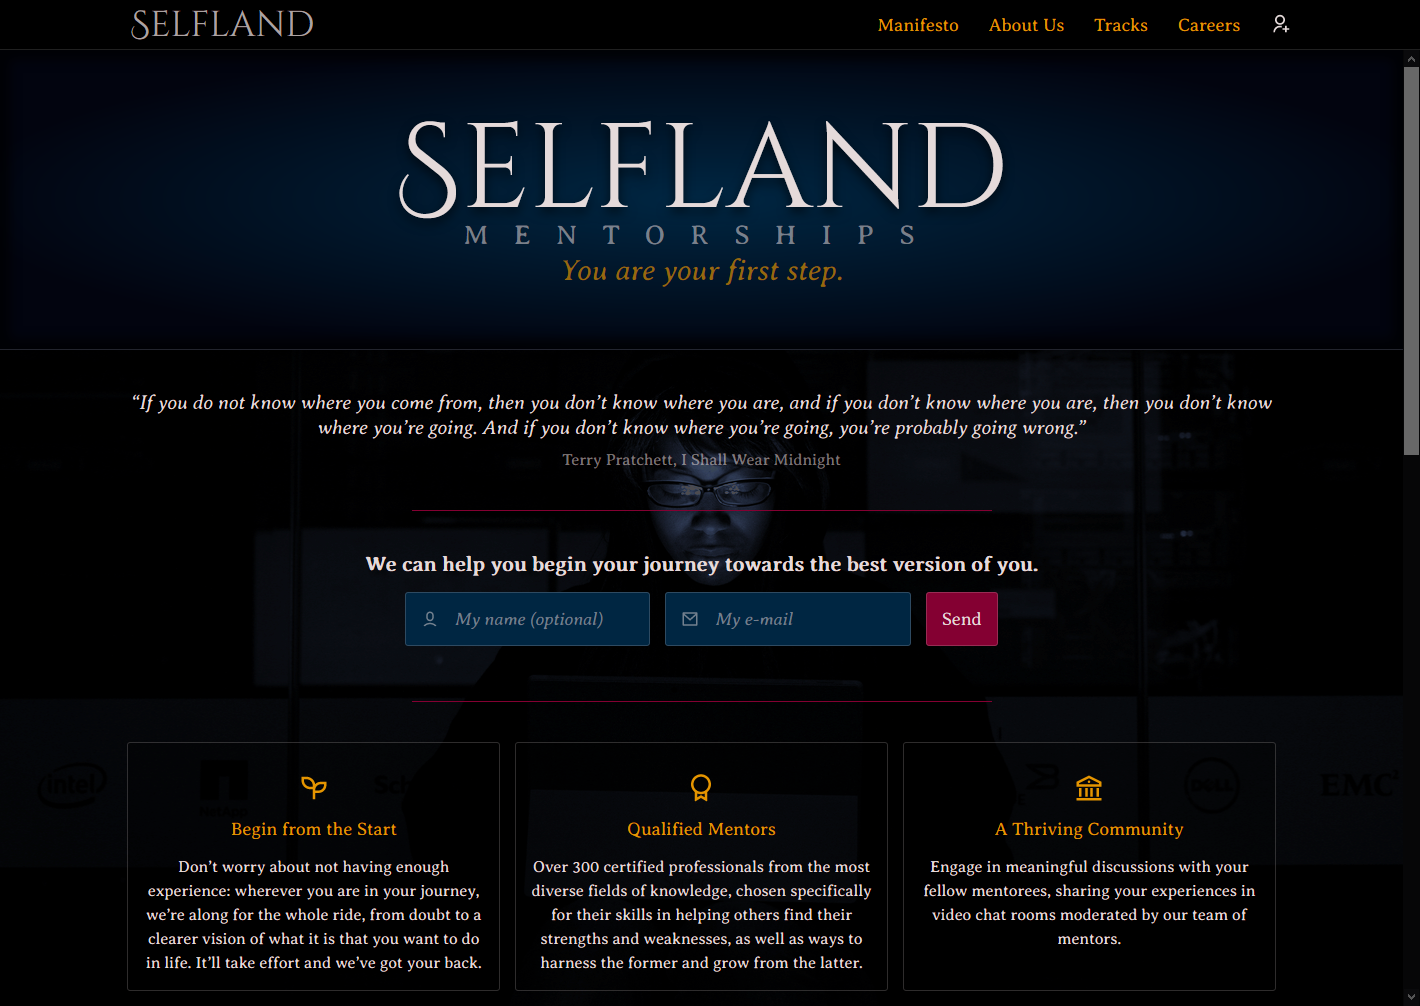 SELFLAND
Manifesto
About Us
Tracks
Careers
SELFLAND
MENTORSHIPS
You are your first step.
“If you do not know where you come from, then you don’t know where you are, and if you don’t know where you are, then you don’t know
where you’re going. And if you don’t know where you’re going, you’re probably going wrong.”
Terry Pratchett, I Shall Wear Midnight
We can help you begin your journey towards the best version of you.
My name (optional)
My e-mail
Send
intel
DELL
EMC²
Begin from the Start
Don’t worry about not having enough
experience: wherever you are in your journey,
we’re along for the whole ride, from doubt to a
clearer vision of what it is that you want to do
in life. It’ll take effort and we’ve got your back.
Qualified Mentors
Over 300 certified professionals from the most
diverse fields of knowledge, chosen specifically
for their skills in helping others find their
strengths and weaknesses, as well as ways to
harness the former and grow from the latter.
A Thriving Community
Engage in meaningful discussions with your
fellow mentorees, sharing your experiences in
video chat rooms moderated by our team of
mentors.